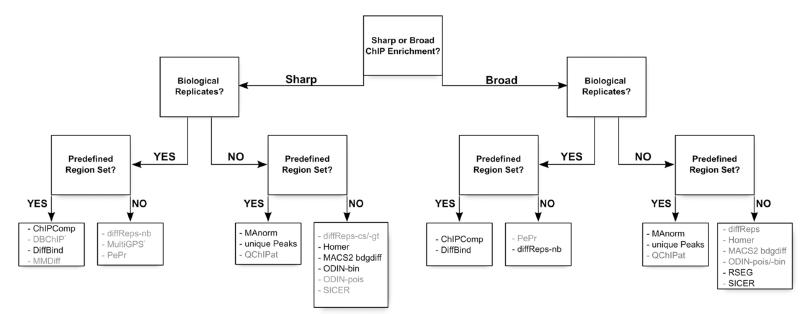 Sharp or Broad
ChIP Enrichment?
Sharp
Broad
Biological
Replicates?
Biological
Replicates?
YES
NO
YES
NO
Predefined
Region Set?
Predefined
Region Set?
Predefined
Region Set?
Predefined
Region Set?
YES
NO
YES
NO
YES
NO
YES
NO
- ChIPComp
- DBChIP*
- DiffBind
- MMDiff
- diffReps-nb
- MultiGPS*
- PePr
- MAnorm
- unique Peaks
- QChIPat
- diffReps-cs/-gt
- Homer
- MACS2 bdgdiff
- ODIN-bin
- ODIN-pois
- SICER
- ChIPComp
- DiffBind
- PePr
- diffReps-nb
- MAnorm
- unique Peaks
- QChIPat
- diffReps
- Homer
- MACS2 bdgdiff
- ODIN-pois/-bin
- RSEG
- SICER